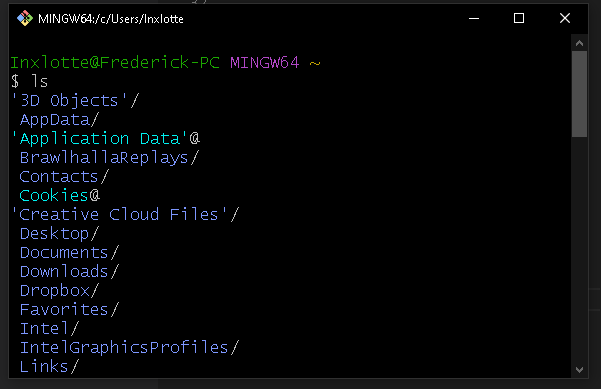 MINGW64:/c/Users/Inxlotte
Inxlotte@Frederick-PC MINGW64 ~
$ ls
'3D Objects'/
AppData/
'Application Data'@
BrawlhallaReplays/
Contacts/
Cookies@
'Creative Cloud Files'/
Desktop/
Documents/
Downloads/
Dropbox/
Favorites/
Intel/
IntelGraphicsProfiles/
Links/